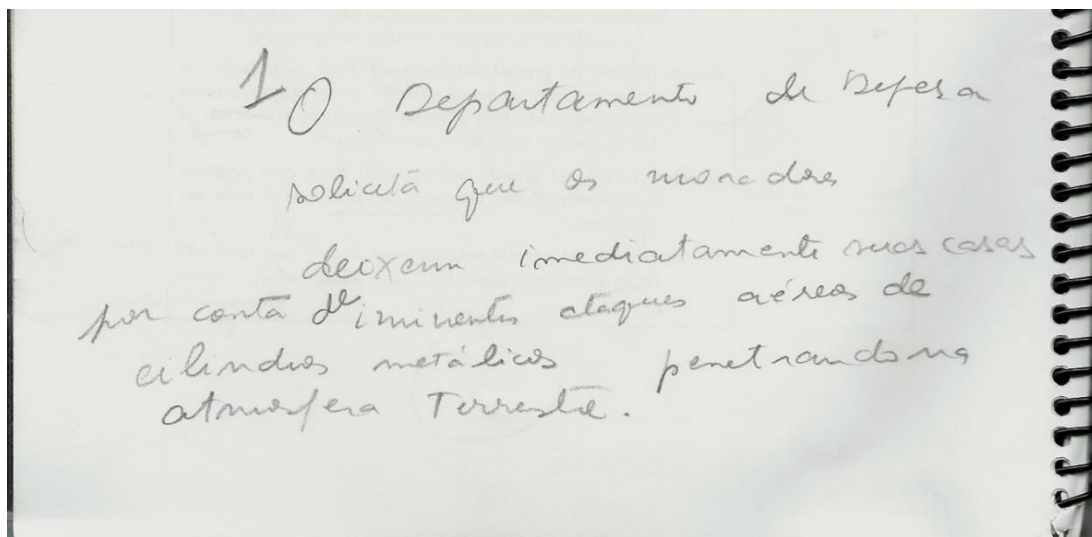 1 O Departamento de Defesa
solicita que os moradores
deixem imediatamente suas casas
por conta de iminentes ataques aéreos de
cilindros metálicos penetrando na
atmosfera Terrestre.